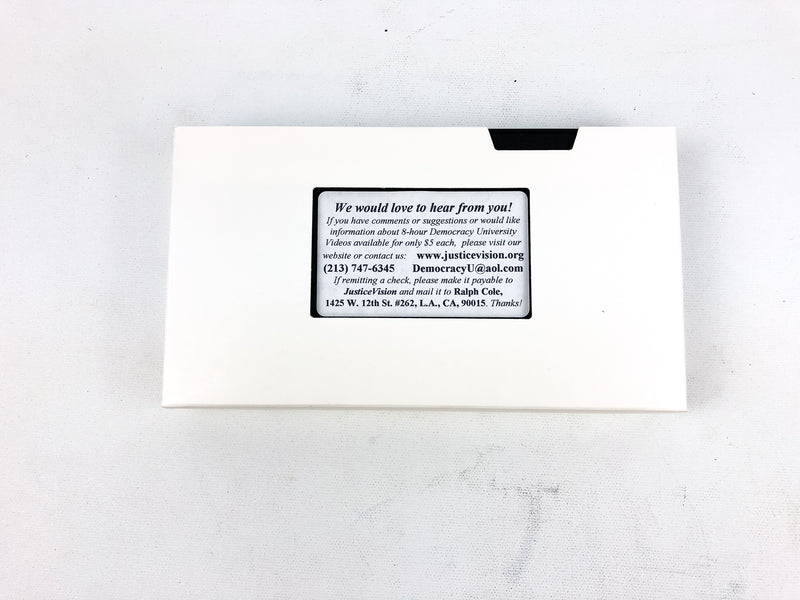 We would love to hear from you!
If you have comments or suggestions or would like
information about 8-hour Democracy University
Videos available for only $5 each, please visit our
website or contact us: www.justicevision.org
(213) 747-6345 DemocracyU@aol.com
If remitting a check, please make it payable to
JusticeVision and mail it to Ralph Cole,
1425 W. 12th St. #262, L.A., CA, 90015. Thanks!